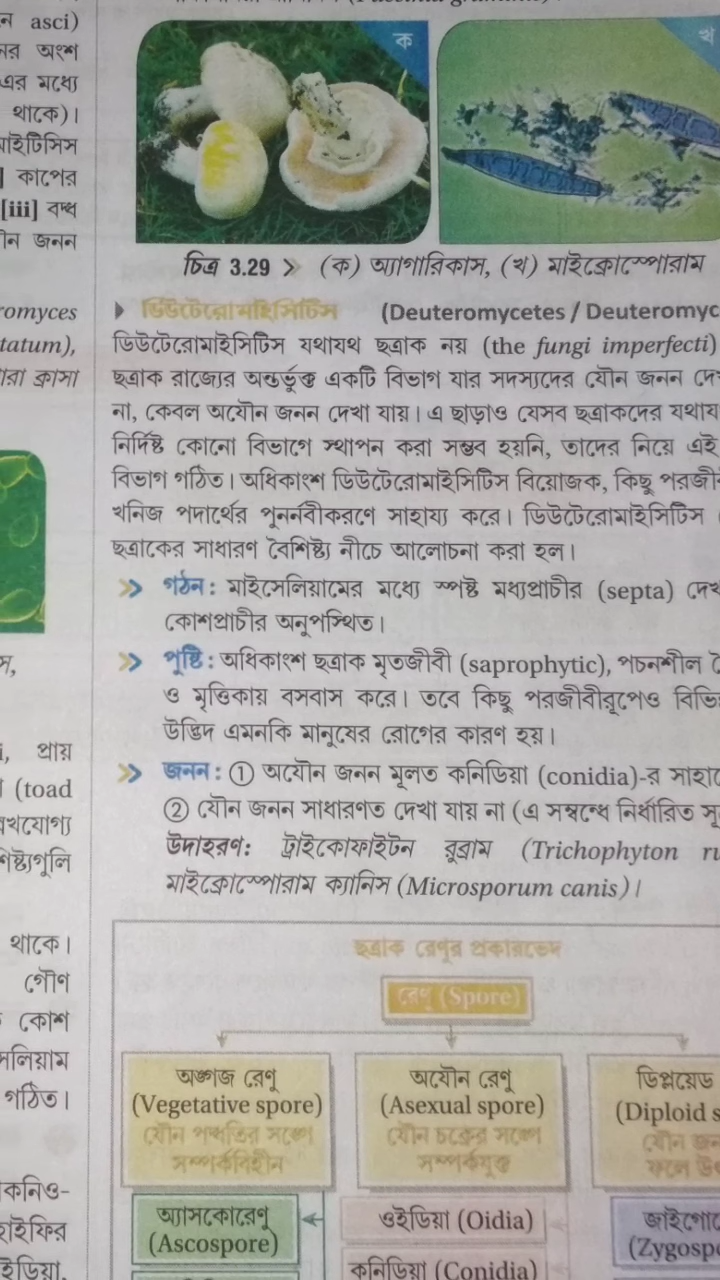 ন asci)
নর অংশ
এর মধ্যে
থাকে)।
মাইটিসিস
] কাপের
[iii] বদ্ধ
ীন জনন
romyces
tatum),
ারা ক্রাসা
স,
i, প্রায়
(toad
লেখযোগ্য
শিষ্ট্যগুলি
থাকে।
গৌণ
কোশ
সেলিয়াম
গঠিত।
কনিও-
হাইফির
ইডিয়া,
ক
খ
চিত্র 3.29 > (ক) অ্যাগারিকাস, (খ) মাইক্রোস্পোরাম
ডিউটেরোমাইসিটিস (Deuteromycetes / Deuteromyc
ডিউটেরোমাইসিটিস যথাযথ ছত্রাক নয় (the fungi imperfecti)
ছত্রাক রাজ্যের অন্তর্ভুক্ত একটি বিভাগ যার সদস্যদের যৌন জনন দে
না, কেবল অযৌন জনন দেখা যায়। এ ছাড়াও যেসব ছত্রাকদের যথায
নির্দিষ্ট কোনো বিভাগে স্থাপন করা সম্ভব হয়নি, তাদের নিয়ে এই
বিভাগ গঠিত। অধিকাংশ ডিউটেরোমাইসিটিস বিয়োজক, কিছু পরজী
খনিজ পদার্থের পুনর্নবীকরণে সাহায্য করে। ডিউটেরোমাইসিটিস
ছত্রাকের সাধারণ বৈশিষ্ট্য নীচে আলোচনা করা হল।
>> গঠন : মাইসেলিয়ামের মধ্যে স্পষ্ট মধ্যপ্রাচীর (septa) দেখ
কোশপ্রাচীর অনুপস্থিত।
>> পুষ্টি : অধিকাংশ ছত্রাক মৃতজীবী (saprophytic), পচনশীল জৈ
ও মৃত্তিকায় বসবাস করে। তবে কিছু পরজীবীরূপেও বিভি
উদ্ভিদ এমনকি মানুষের রোগের কারণ হয়।
>> জনন : ① অযৌন জনন মূলত কনিডিয়া (conidia)-র সাহা
② যৌন জনন সাধারণত দেখা যায় না (এ সম্বন্ধে নির্ধারিত সূ
উদাহরণ: ট্রাইকোফাইটন রুব্রাম (Trichophyton ru
মাইক্রোস্পোরাম ক্যানিস (Microsporum canis)।
ছত্রাক রেণুর প্রকারভেদ
রেণু (Spore)
অঙ্গজ রেণু
(Vegetative spore)
যৌন পদ্ধতির সঙ্গে
সম্পর্কবিহীন
অ্যাসকোরেণু
(Ascospore)
অযৌন রেণু
(Asexual spore)
যৌন চক্রের সঙ্গে
সম্পর্কযুক্ত
ওইডিয়া (Oidia)
কনিডিয়া (Conidia)
ডিপ্লয়েড
(Diploid s
যৌন জন
ফলে উৎ
জাইগো
(Zygosp